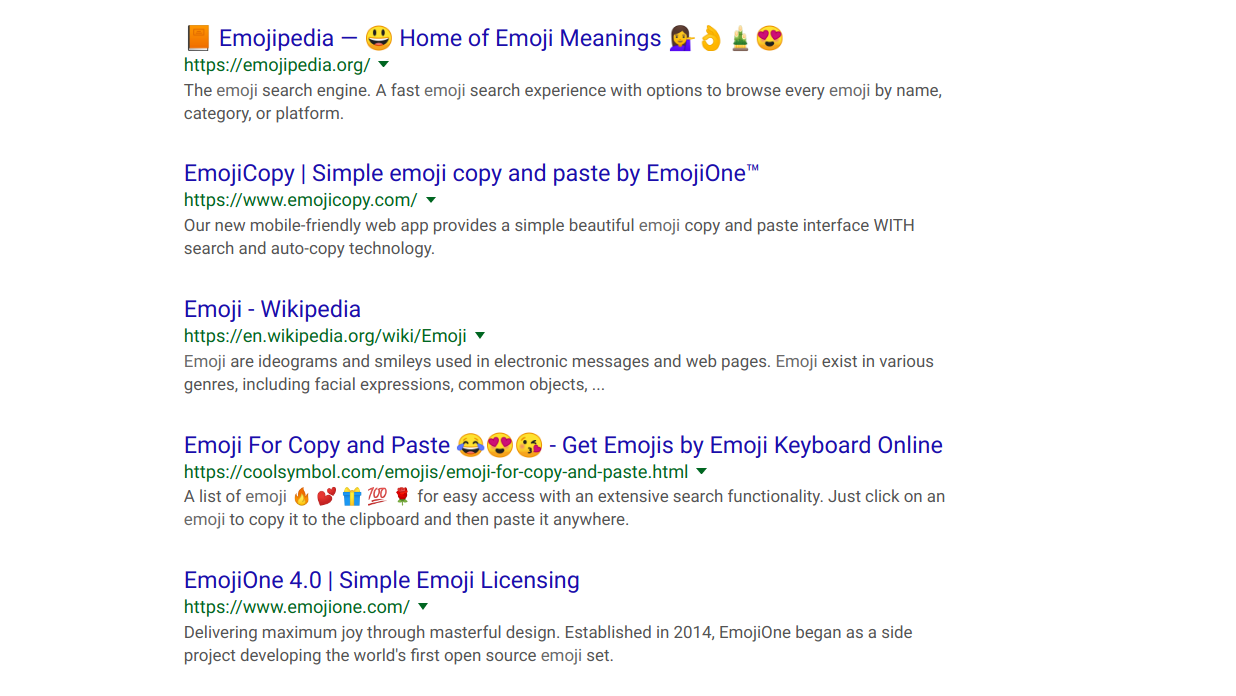 📙 Emojipedia — 😃 Home of Emoji Meanings 💁‍♀️👌🎍😍
https://emojipedia.org/
The emoji search engine. A fast emoji search experience with options to browse every emoji by name,
category, or platform.
EmojiCopy | Simple emoji copy and paste by EmojiOne™
https://www.emojicopy.com/
Our new mobile-friendly web app provides a simple beautiful emoji copy and paste interface WITH
search and auto-copy technology.
Emoji - Wikipedia
https://en.wikipedia.org/wiki/Emoji
Emoji are ideograms and smileys used in electronic messages and web pages. Emoji exist in various
genres, including facial expressions, common objects, ...
Emoji For Copy and Paste 😂😍😘 - Get Emojis by Emoji Keyboard Online
https://coolsymbol.com/emojis/emoji-for-copy-and-paste.html
A list of emoji 🔥 💕 🎁 💯 🌹 for easy access with an extensive search functionality. Just click on an
emoji to copy it to the clipboard and then paste it anywhere.
EmojiOne 4.0 | Simple Emoji Licensing
https://www.emojione.com/
Delivering maximum joy through masterful design. Established in 2014, EmojiOne began as a side
project developing the world's first open source emoji set.